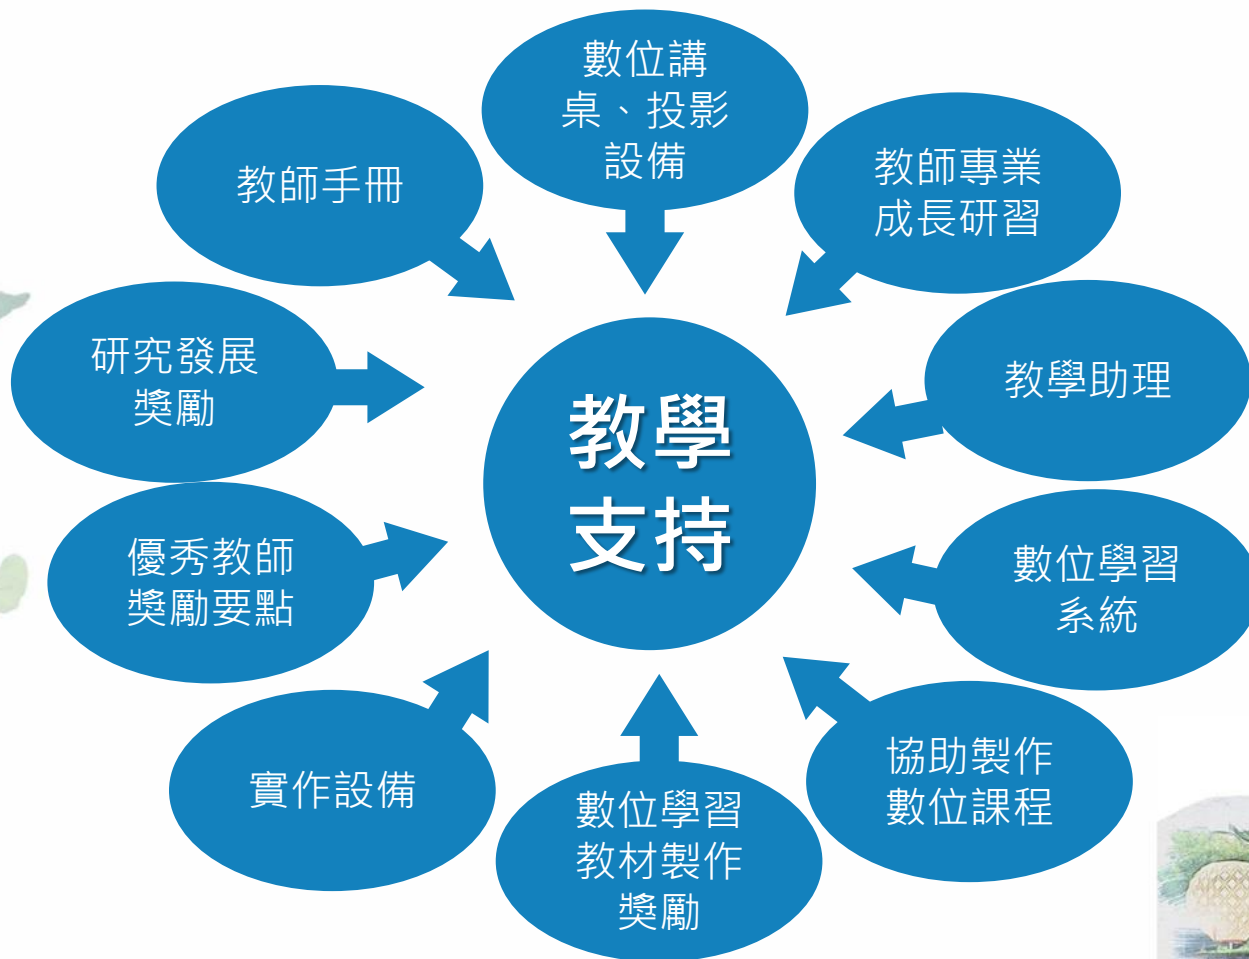 數位講
桌、投影
設備
教師專業
成長研習
教學助理
數位學習
系統
協助製作
數位課程
數位學習
教材製作
獎勵
實作設備
優秀教師
獎勵要點
研究發展
獎勵
教師手冊
教學
支持